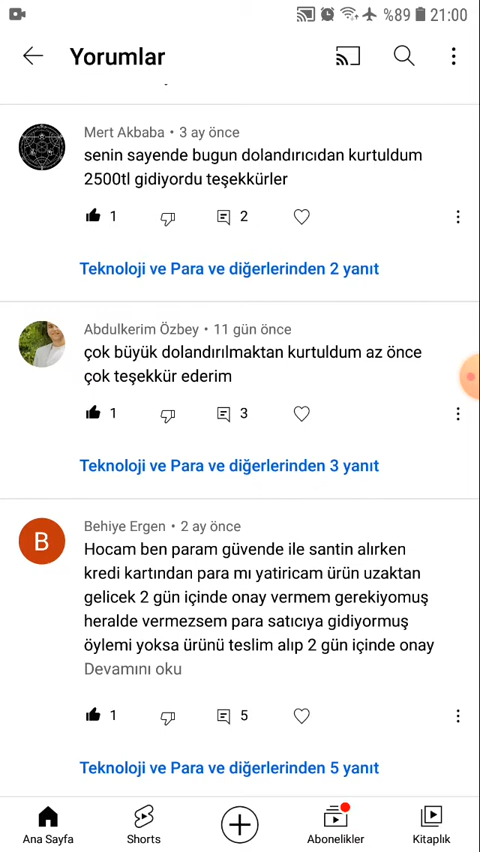 %89 21:00
Yorumlar
Mert Akbaba • 3 ay önce
senin sayende bugun dolandırıcıdan kurtuldum
2500tl gidiyordu teşekkürler
1 2
Teknoloji ve Para ve diğerlerinden 2 yanıt
Abdulkerim Özbey • 11 gün önce
çok büyük dolandırılmaktan kurtuldum az önce
çok teşekkür ederim
1 3
Teknoloji ve Para ve diğerlerinden 3 yanıt
B
Behiye Ergen • 2 ay önce
Hocam ben param güvende ile santin alırken
kredi kartından para mı yatiricam ürün uzaktan
gelicek 2 gün içinde onay vermem gerekiyomuş
heralde vermezsem para satıcıya gidiyormuş
öylemi yoksa ürünü teslim alıp 2 gün içinde onay
Devamını oku
1 5
Teknoloji ve Para ve diğerlerinden 5 yanıt
Ana Sayfa Shorts Abonelikler Kitaplık